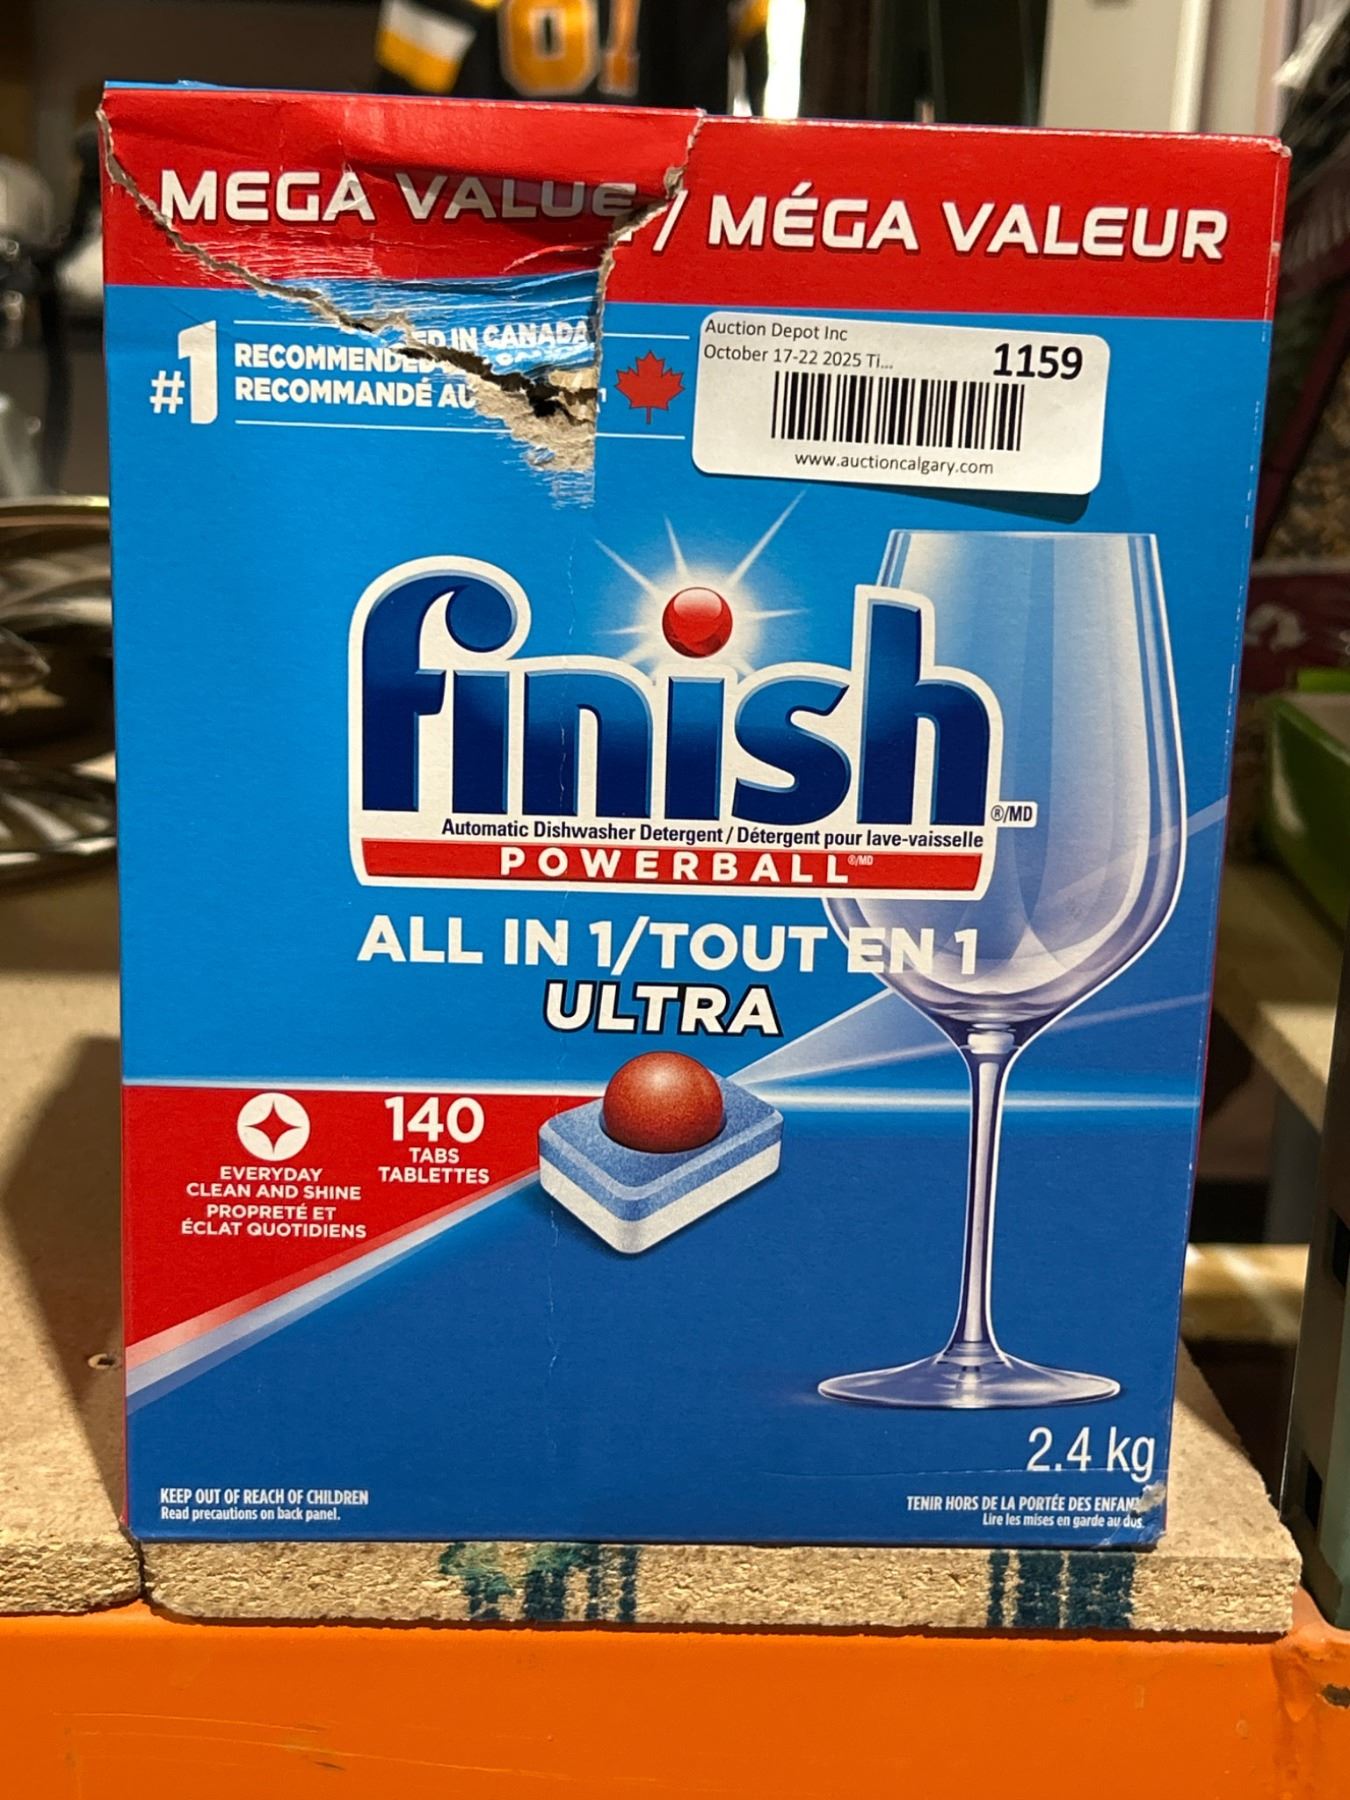 01
MEGA VALUE / MÉGA VALEUR
#1
ED IN CANADA
RECOMMENDED
RECOMMANDÉ AU
Auction Depot Inc
October 17-22 2025 Ti...
1159
www.auctioncalgary.com
finish
®/MD
Automatic Dishwasher Detergent / Détergent pour lave-vaisselle
POWERBALL®/MD
ALL IN 1/TOUT EN 1
ULTRA
140
TABS
TABLETTES
EVERYDAY
CLEAN AND SHINE
PROPRETÉ ET
ÉCLAT QUOTIDIENS
2.4 kg
KEEP OUT OF REACH OF CHILDREN
Read precautions on back panel.
TENIR HORS DE LA PORTÉE DES ENFAN
Lire les mises en garde au dos.